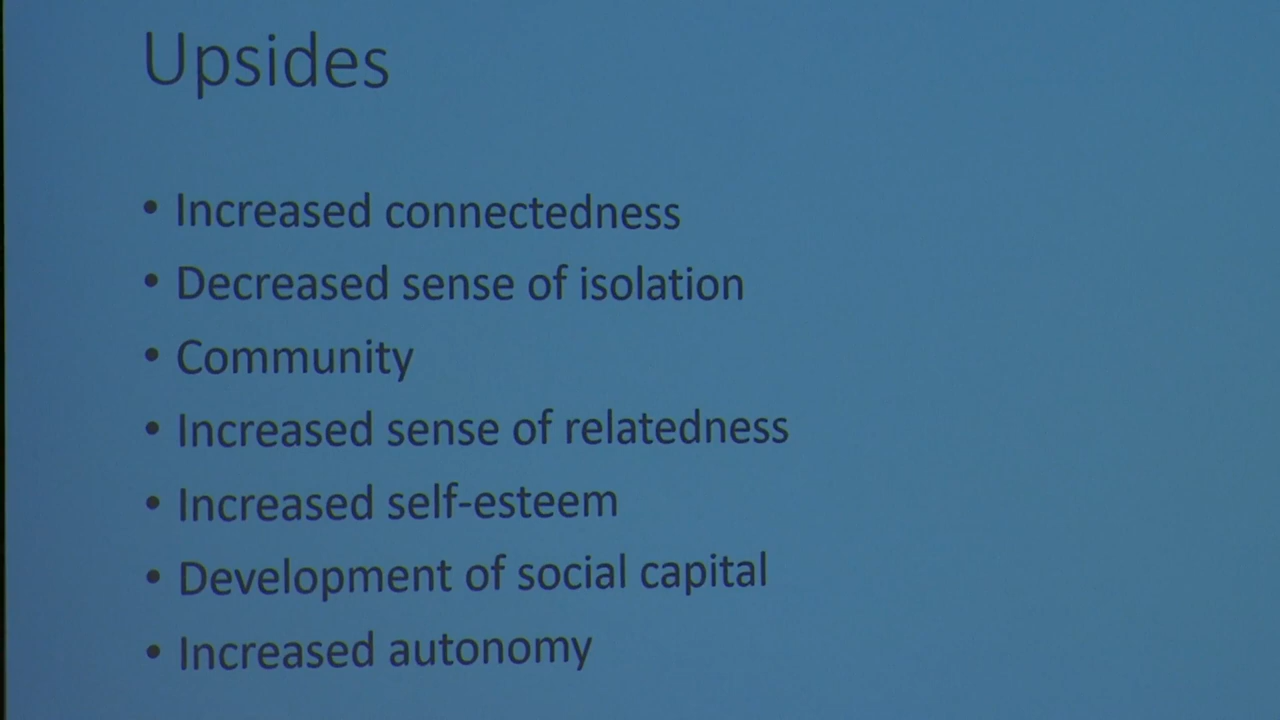 Upsides
• Increased connectedness
• Decreased sense of isolation
• Community
• Increased sense of relatedness
• Increased self-esteem
• Development of social capital
• Increased autonomy